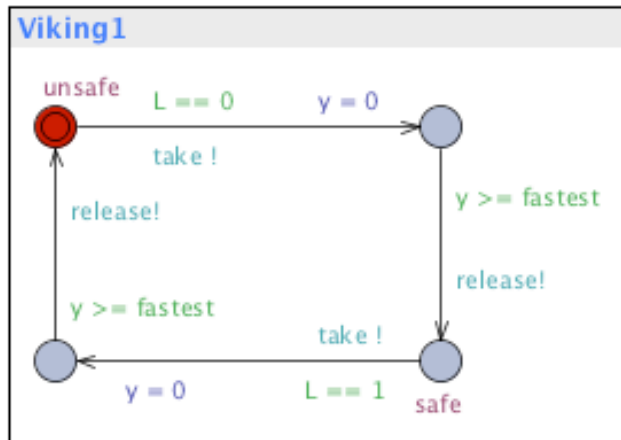 Viking1
unsafe
L == 0 y = 0
take !
y >= fastest
release!
release!
y >= fastest
take !
y = 0 L == 1
safe